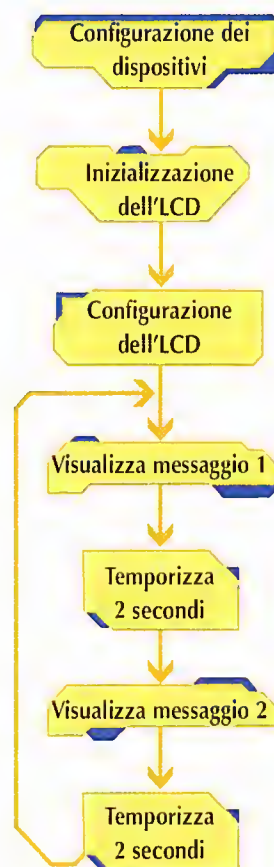 Configurazione dei
dispositivi
Inizializzazione
dell'LCD
Configurazione
dell'LCD
Visualizza messaggio 1
Temporizza
2 secondi
Visualizza messaggio 2
Temporizza
2 secondi